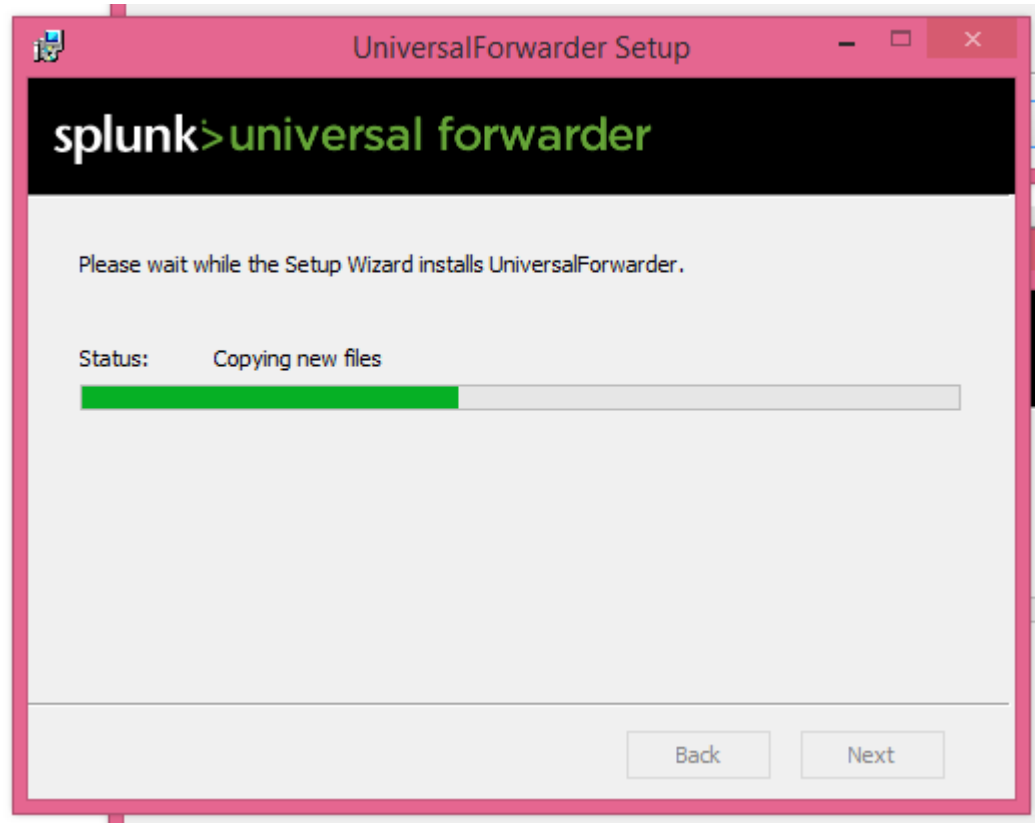 UniversalForwarder Setup
splunk>universal forwarder
Please wait while the Setup Wizard installs UniversalForwarder.
Status: Copying new files
Back Next